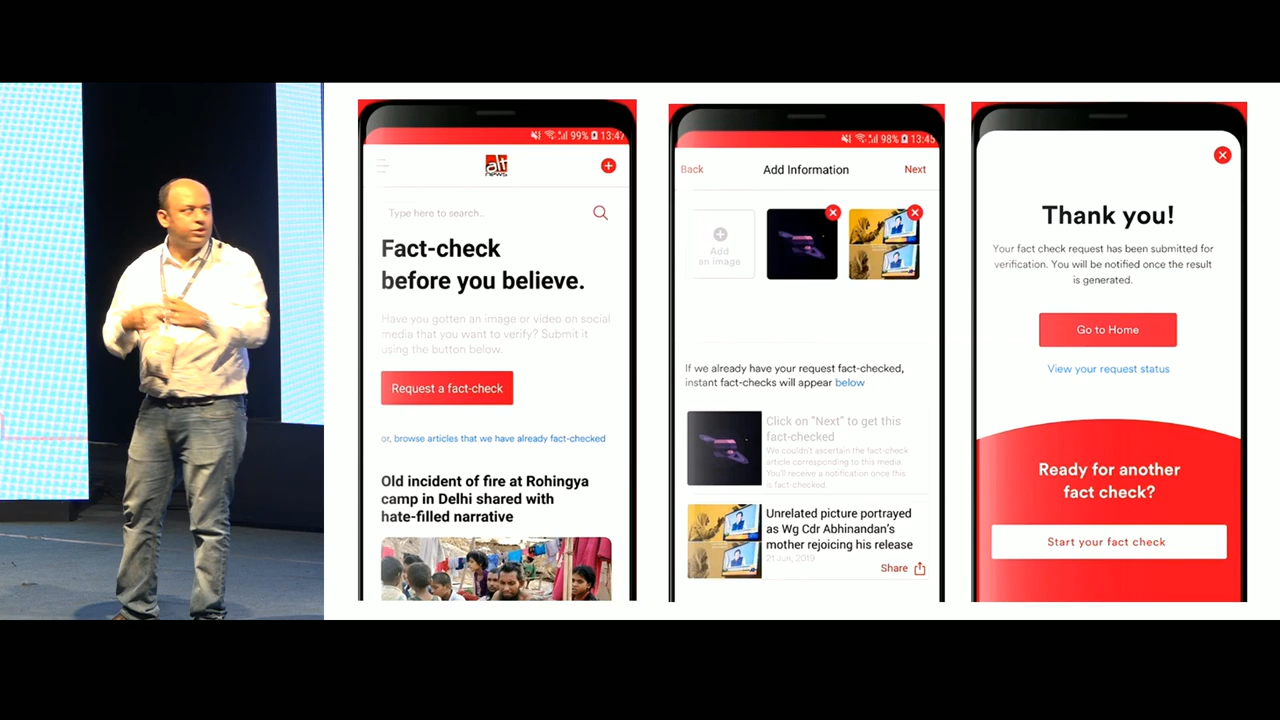 99% 13:47
alt
news
Type here to search..
Fact-check
before you believe.
Have you gotten an image or video on social
media that you want to verify? Submit it
using the button below.
Request a fact-check
or, browse articles that we have already fact-checked
Old incident of fire at Rohingya
camp in Delhi shared with
hate-filled narrative
98% 13:45
Back
Add Information
Next
Add
an image
If we already have your request fact-checked,
instant fact-checks will appear below
Click on "Next" to get this
fact-checked
We couldn't ascertain the fact-check
article corresponding to this media.
You'll receive a notification once this
is fact-checked.
Unrelated picture portrayed
as Wg Cdr Abhinandan's
mother rejoicing his release
21 Jun, 2019
Share
Thank you!
Your fact check request has been submitted for
verification. You will be notified once the result
is generated.
Go to Home
View your request status
Ready for another
fact check?
Start your fact check